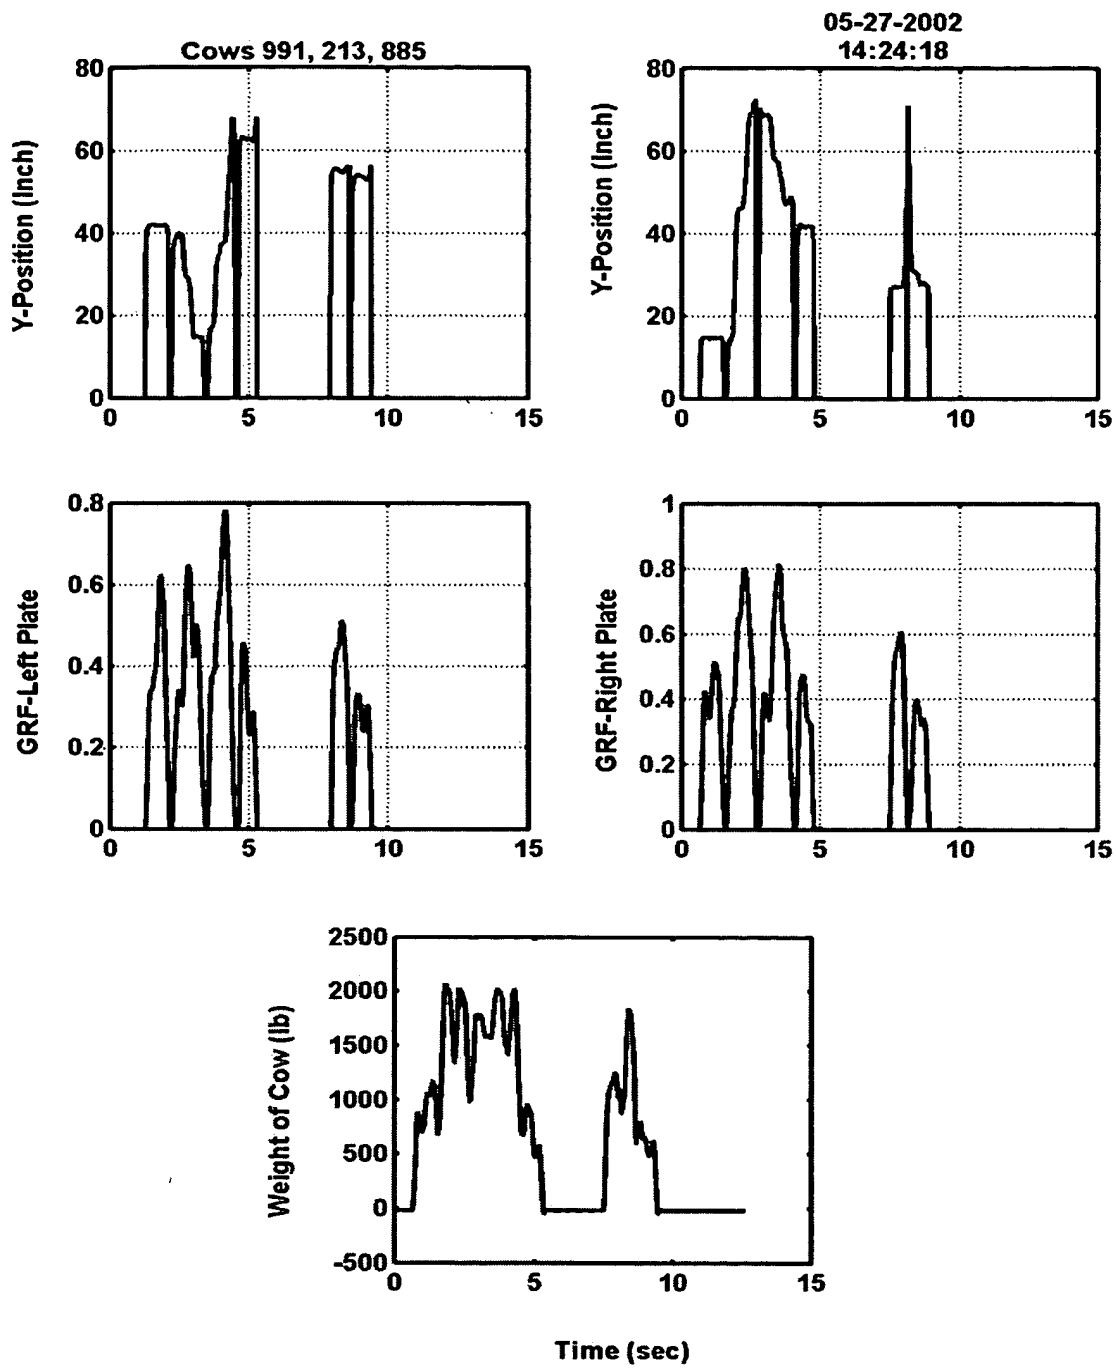 Cows 991, 213, 885
05-27-2002
14:24:18
80
60
40
20
0
0 5 10 15
Y-Position (Inch)
80
60
40
20
0
0 5 10 15
Y-Position (Inch)
0.8
0.6
0.4
0.2
0
0 5 10 15
GRF-Left Plate
1
0.8
0.6
0.4
0.2
0
0 5 10 15
GRF-Right Plate
2500
2000
1500
1000
500
0
-500
0 5 10 15
Weight of Cow (lb)
Time (sec)